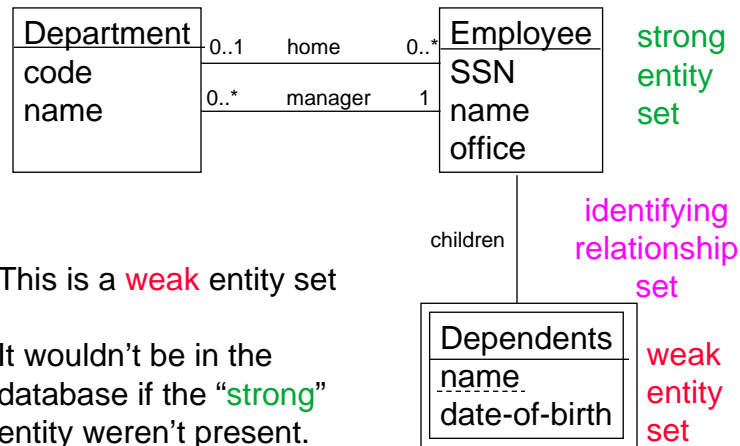 Department
code
name
0..1 home 0..*
0..* manager 1
Employee
SSN
name
office
strong
entity
set
children
identifying
relationship
set
This is a weak entity set
It wouldn't be in the
database if the “strong”
entity weren't present.
Dependents
name
date-of-birth
weak
entity
set